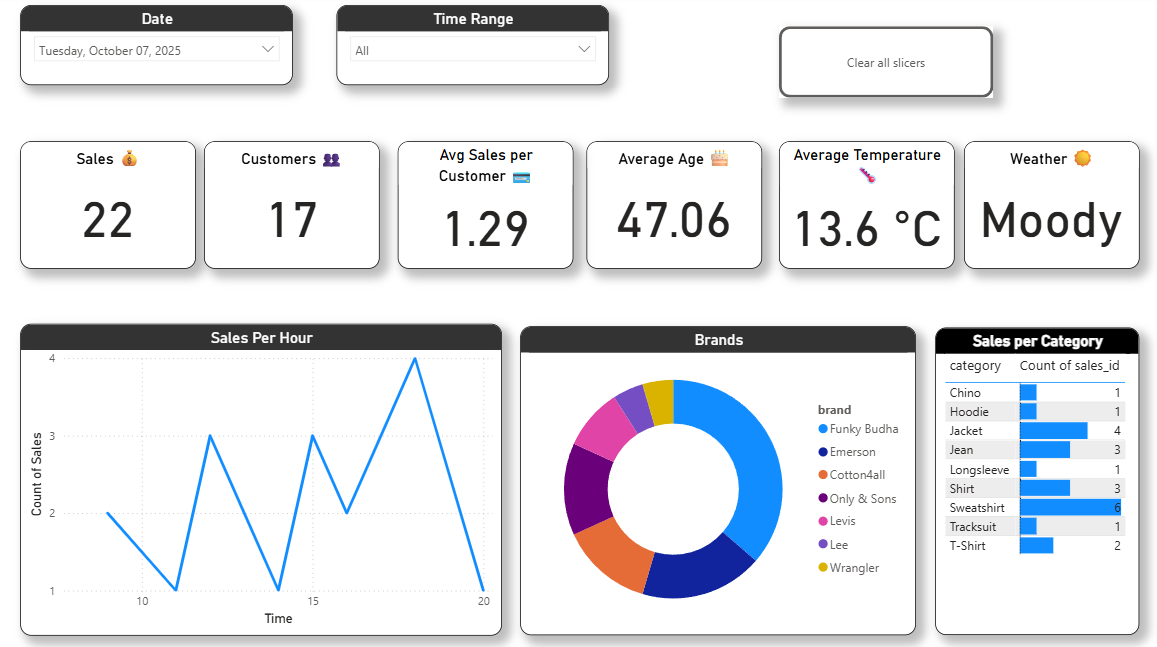 Date
Tuesday, October 07, 2025
Time Range
All
Clear all slicers
Sales 💰
22
Customers 👥
17
Avg Sales per
Customer 💳
1.29
Average Age 🎂
47.06
Average Temperature
🌡️
13.6 °C
Weather ☀️
Moody
Sales Per Hour
Count of Sales
4
3
2
1
10 15 20
Time
Brands
brand
Funky Budha
Emerson
Cotton4all
Only & Sons
Levis
Lee
Wrangler
Sales per Category
category Count of sales_id
Chino 1
Hoodie 1
Jacket 4
Jean 3
Longsleeve 1
Shirt 3
Sweatshirt 6
Tracksuit 1
T-Shirt 2